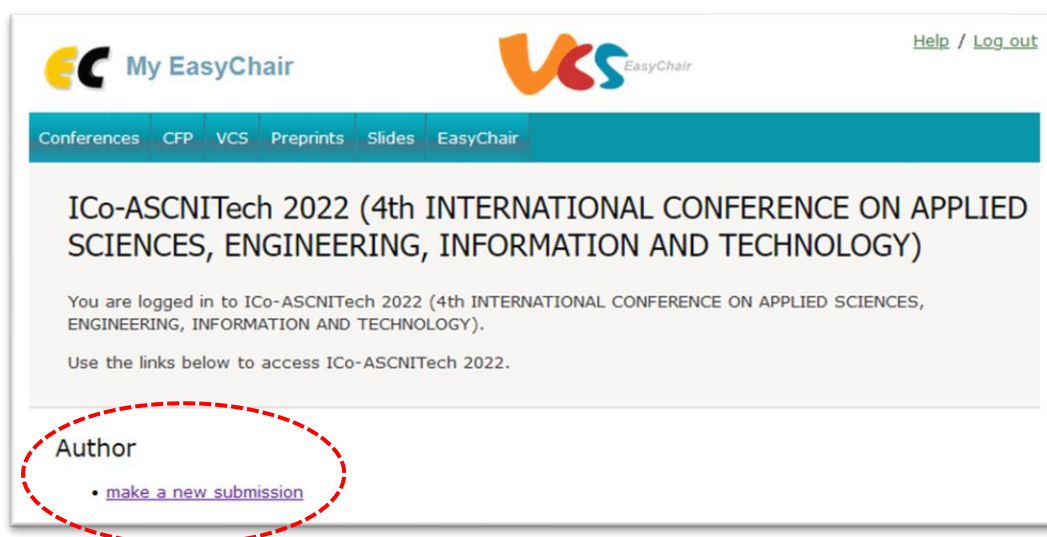 EC My EasyChair
VCS EasyChair
Help / Log out
Conferences CFP VCS Preprints Slides EasyChair
ICo-ASCNITech 2022 (4th INTERNATIONAL CONFERENCE ON APPLIED
SCIENCES, ENGINEERING, INFORMATION AND TECHNOLOGY)
You are logged in to ICo-ASCNITech 2022 (4th INTERNATIONAL CONFERENCE ON APPLIED SCIENCES,
ENGINEERING, INFORMATION AND TECHNOLOGY).
Use the links below to access ICo-ASCNITech 2022.
Author
• make a new submission